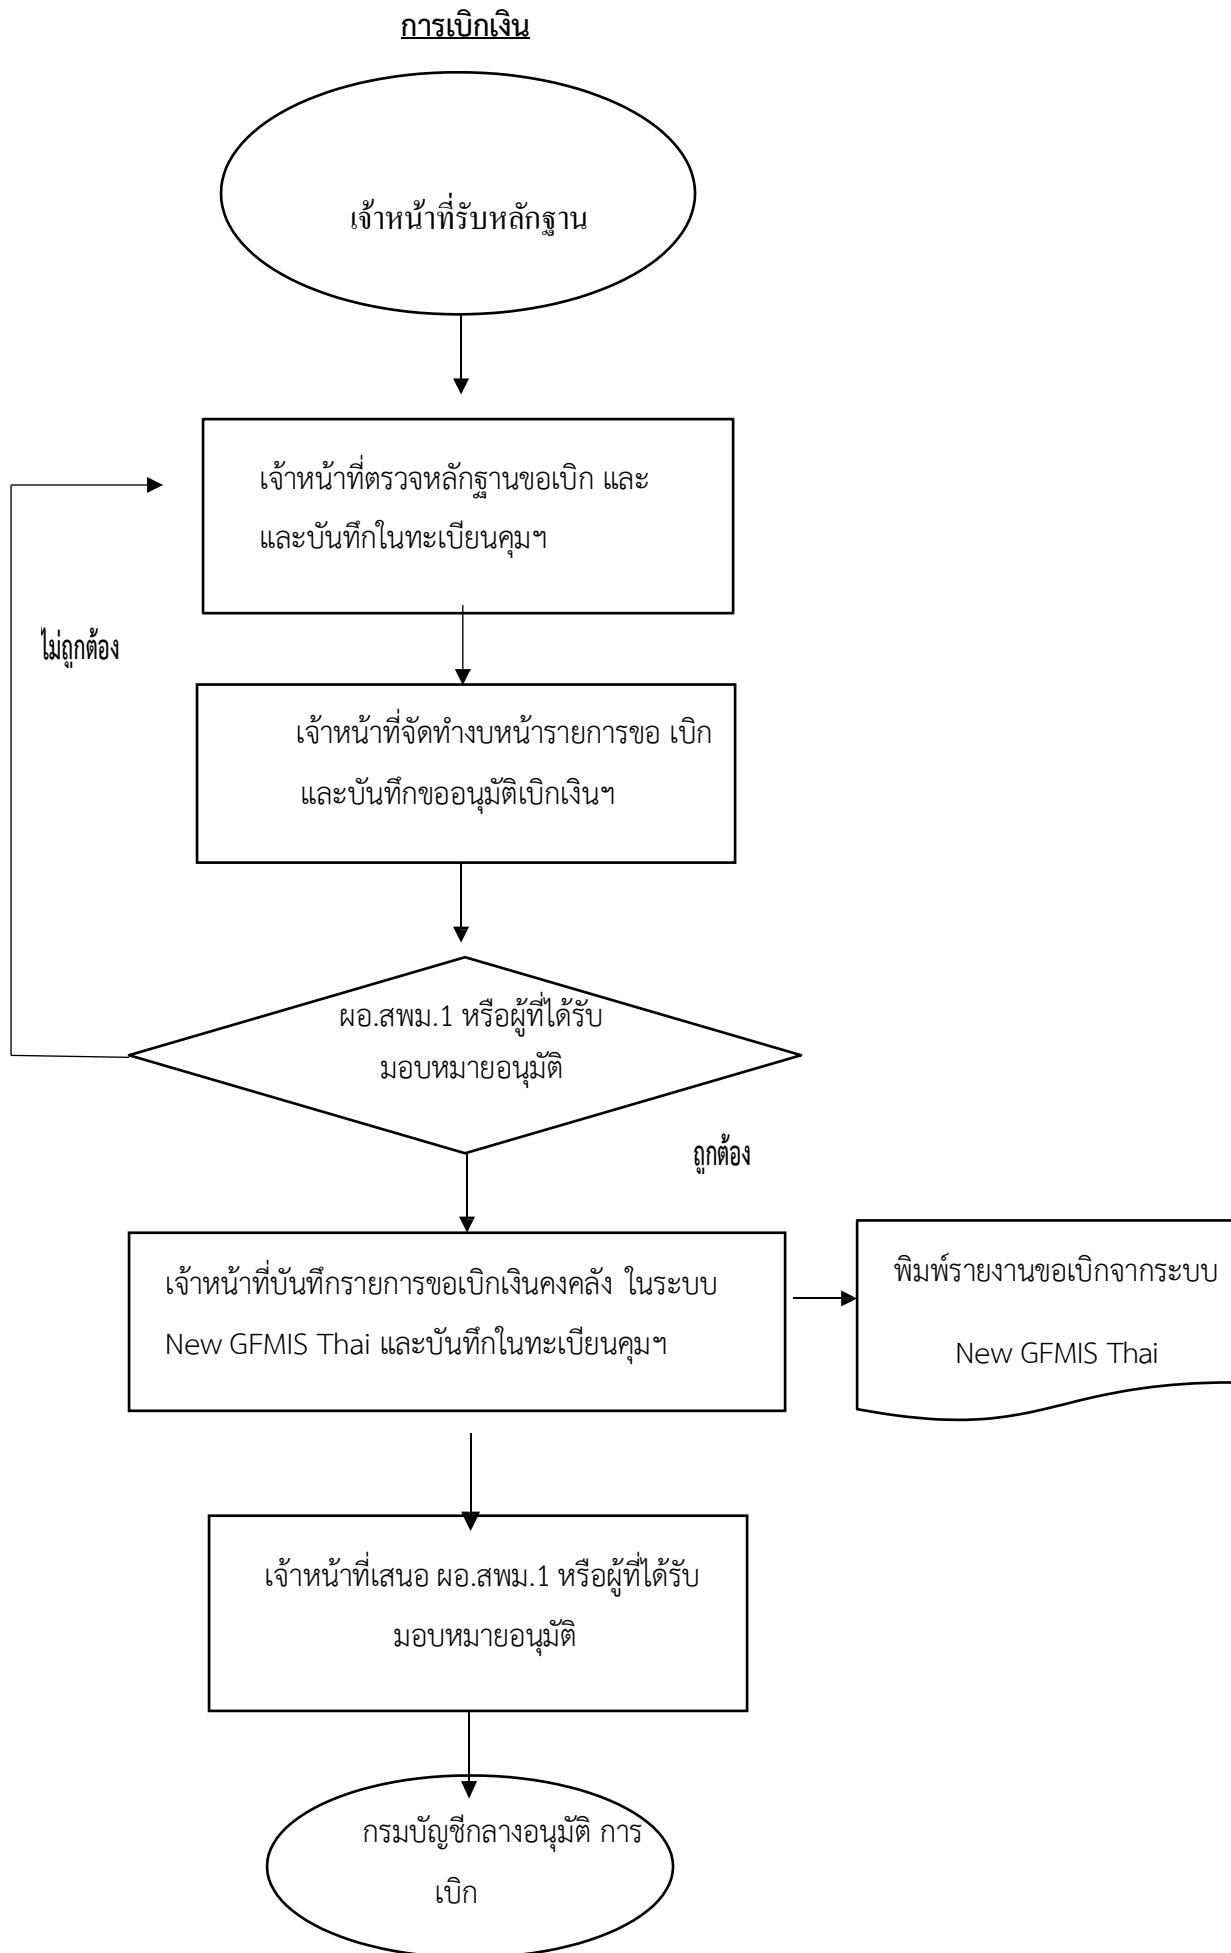 การเบิกเงิน
เจ้าหน้าที่รับหลักฐาน
เจ้าหน้าที่ตรวจหลักฐานขอเบิก และ
และบันทึกในทะเบียนคุมฯ
ไม่ถูกต้อง
เจ้าหน้าที่จัดทำงบหน้ารายการขอ เบิก
และบันทึกขออนุมัติเบิกเงินฯ
ผอ.สพม.1 หรือผู้ที่ได้รับ
มอบหมายอนุมัติ
ถูกต้อง
เจ้าหน้าที่บันทึกรายการขอเบิกเงินคงคลัง ในระบบ
New GFMIS Thai และบันทึกในทะเบียนคุมฯ
พิมพ์รายงานขอเบิกจากระบบ
New GFMIS Thai
เจ้าหน้าที่เสนอ ผอ.สพม.1 หรือผู้ที่ได้รับ
มอบหมายอนุมัติ
กรมบัญชีกลางอนุมัติ การ
เบิก